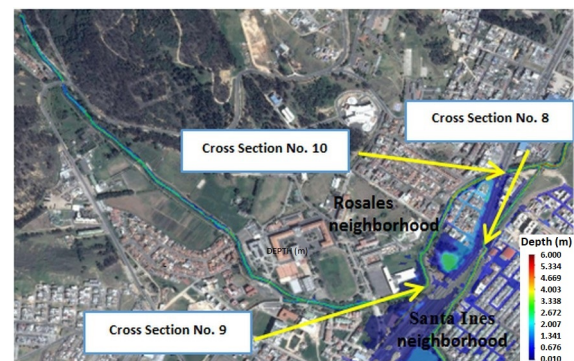 Cross Section No. 8
Cross Section No. 10
Rosales
neighborhood
DEPTH (m)
Depth (m)
6.000
5.334
4.669
4.003
3.338
2.672
2.007
1.341
0.676
0.010
Santa Ines
neighborhood
Cross Section No. 9